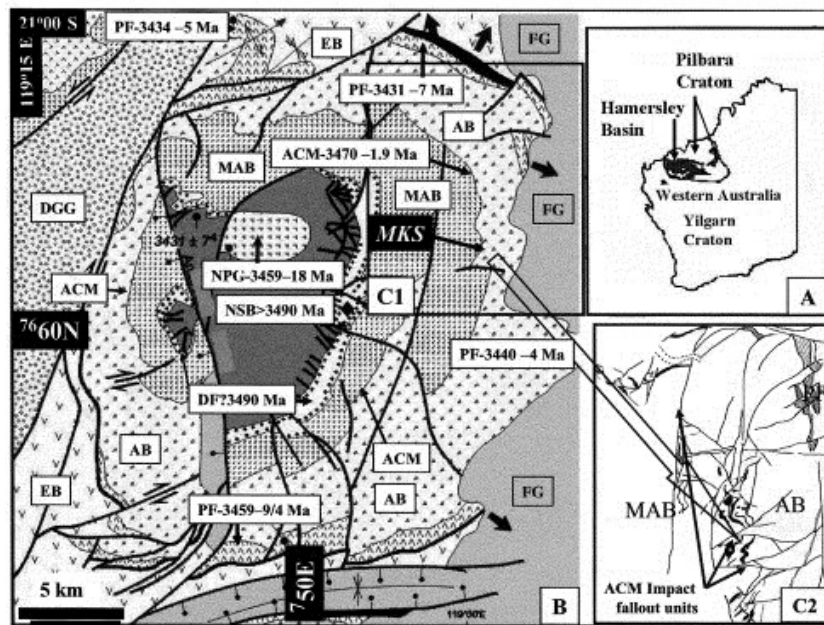 21°00 S
119°15 E
PF-3434 –5 Ma
EB
FG
FG
PF-3431 –7 Ma
AB
MAB
ACM-3470 –1.9 Ma
MAB
DGG
FG
MKS
3431 ± 7
NPG-3459–18 Ma
ACM
C1
NSB>3490 Ma
7660N
PF-3440 –4 Ma
DF?3490 Ma
AB
ACM
EB
AB
FG
PF-3459–9/4 Ma
750E
5 km
B
Pilbara
Craton
Hamersley
Basin
Western Australia
Yilgarn
Craton
A
MAB
AB
ACM Impact
fallout units
C2